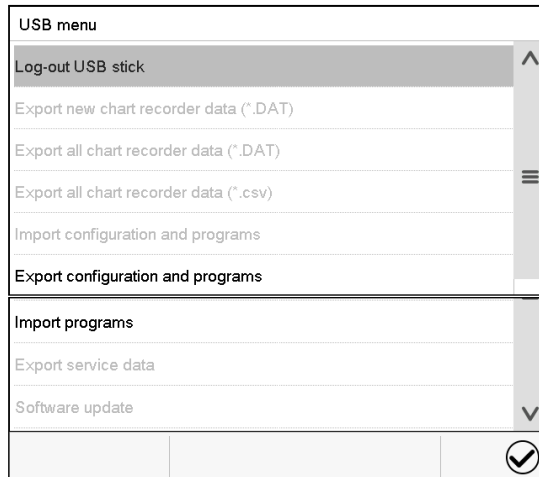 USB menu
Log-out USB stick
Export new chart recorder data (*.DAT)
Export all chart recorder data (*.DAT)
Export all chart recorder data (*.csv)
Import configuration and programs
Export configuration and programs
Import programs
Export service data
Software update